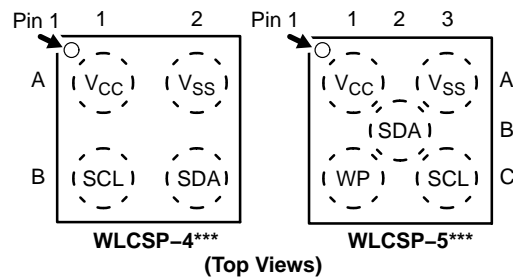 Pin 1 1 2 Pin 1 1 2 3
A VCC VSS VCC VSS A
SDA B
B SCL SDA WP SCL C
WLCSP–4*** WLCSP–5***
(Top Views)